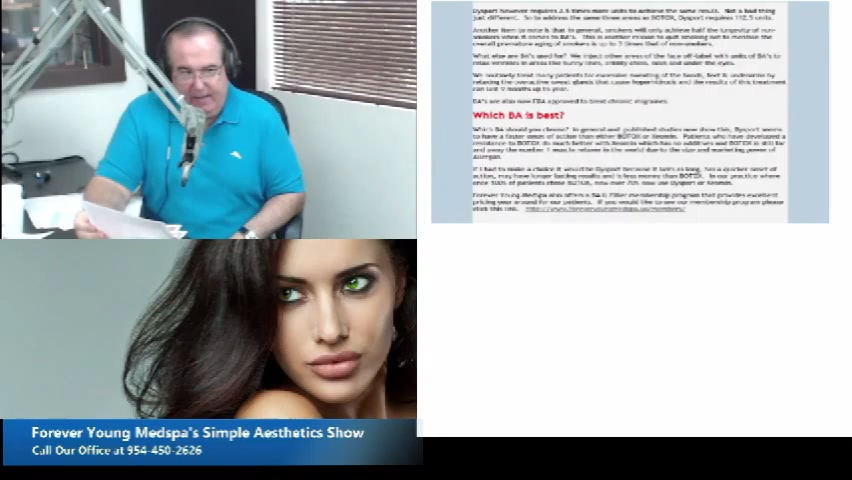 Dysport however requires 2.5 times more units to achieve the same result. Not a bad thing
just different. So to address the same three areas as BOTOX, Dysport requires 112.5 units.
Another item to note is that in general, smokers will only achieve half the longevity of non-
smokers when it comes to BA's. This is another reason to quit smoking not to mention the
overall premature aging of smokers is up to 5 times that of non-smokers.
What else are BA's used for? We inject other areas of the face off-label with units of BA's to
relax wrinkles in areas like bunny lines, neck and under the eyes.
We routinely treat many patients for excessive sweating of the hands, feet & underarms by
relaxing the overactive sweat glands that cause hyperhidrosis and the results of this treatment
can last 9 months up to year.
BA's are also now FDA approved to treat chronic migraines.
Which BA is best?
Which BA should you choose? In general and published studies now show this, Dysport seems
to have a faster onset of action than either BOTOX or Xeomin. Patients who have developed a
resistance to BOTOX do much better with Xeomin which has no additives and BOTOX is still far
and away the number 1 muscle relaxer in the world due to the size and marketing power of
Allergan.
If I had to make a choice it would be Dysport because it lasts as long, has a quicker onset of
action, may have longer lasting results and is less money than BOTOX. In our practice where
once 100% of patients chose BOTOX, now over 70% now use Dysport or Xeomin.
Forever Young Medspa also offers a BA & Filler membership program that provides excellent
pricing year around for our patients. If you would like to see our membership program please
click this link.
Forever Young Medspa's Simple Aesthetics Show
Call Our Office at 954-450-2626